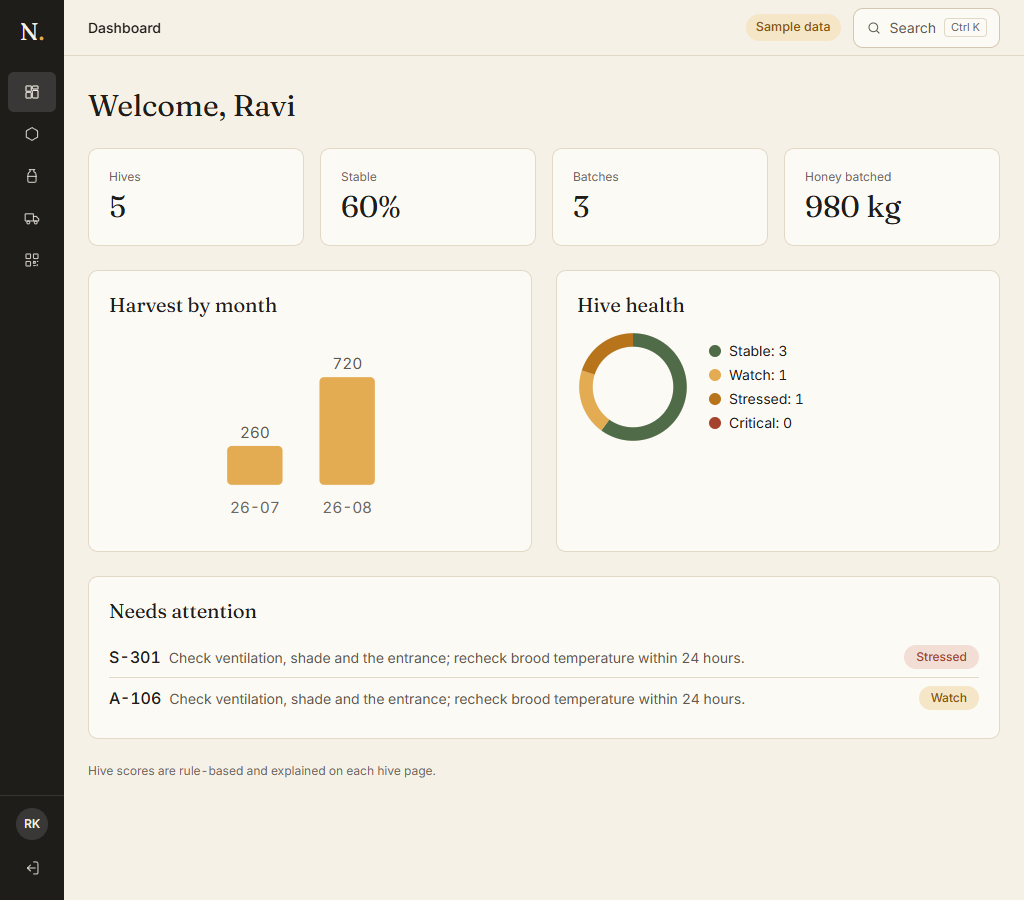 N.
Dashboard
Sample data
Search Ctrl K
Welcome, Ravi
Hives
5
Stable
60%
Batches
3
Honey batched
980 kg
Harvest by month
720
260
26-07 26-08
Hive health
Stable: 3
Watch: 1
Stressed: 1
Critical: 0
Needs attention
S-301 Check ventilation, shade and the entrance; recheck brood temperature within 24 hours. Stressed
A-106 Check ventilation, shade and the entrance; recheck brood temperature within 24 hours. Watch
Hive scores are rule-based and explained on each hive page.
RK